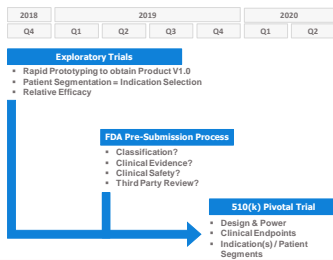 2018 2019 2020
Q4 Q1 Q2 Q3 Q4 Q1 Q2
Exploratory Trials
▪ Rapid Prototyping to obtain Product V1.0
▪ Patient Segmentation = Indication Selection
▪ Relative Efficacy
FDA Pre-Submission Process
▪ Classification?
▪ Clinical Evidence?
▪ Clinical Safety?
▪ Third Party Review?
510(k) Pivotal Trial
▪ Design & Power
▪ Clinical Endpoints
▪ Indication(s) / Patient
Segments